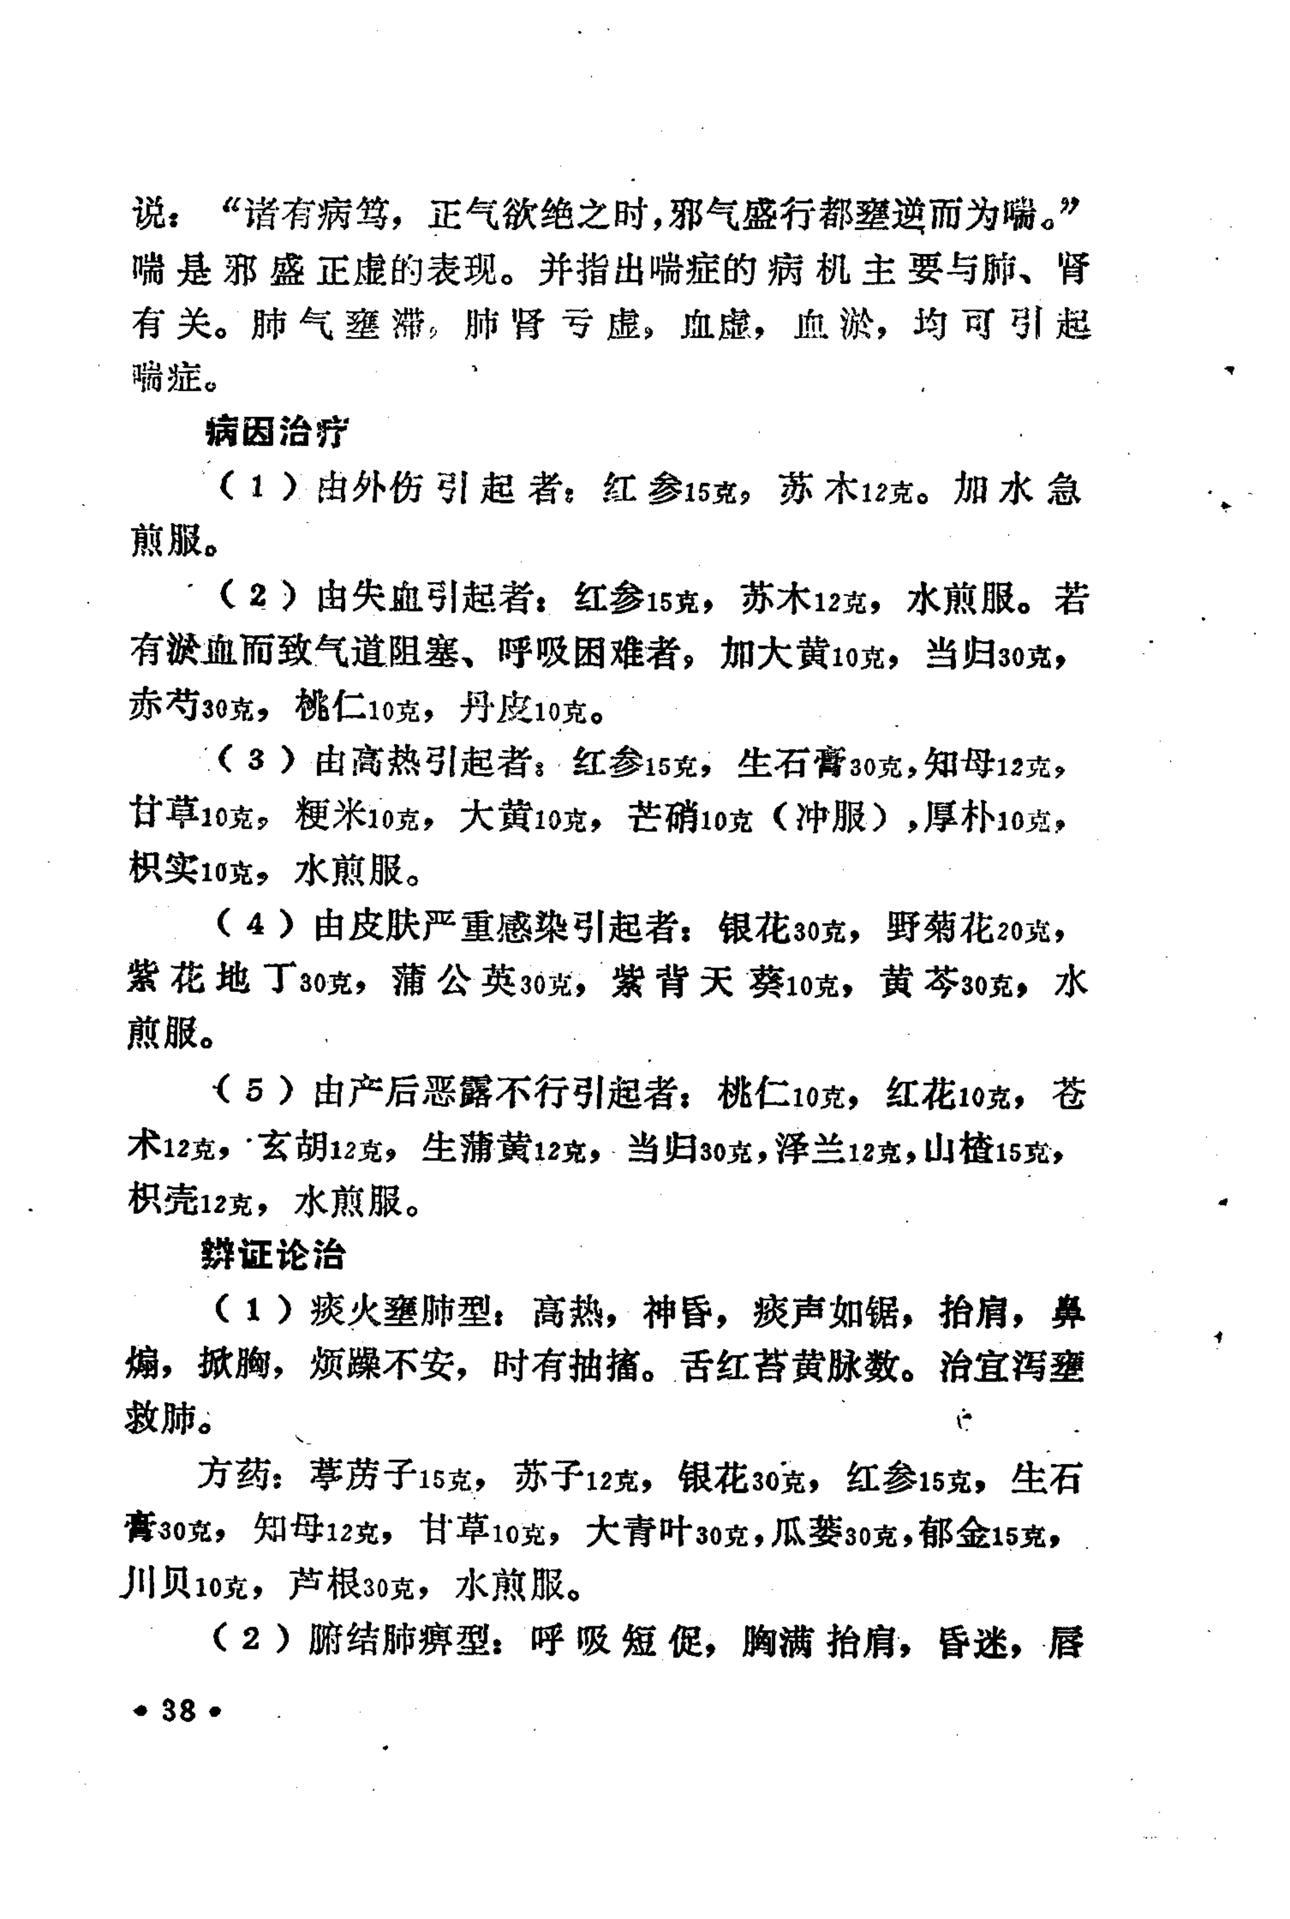 说：“诸有病笃，正气欲绝之时，邪气盛行都壅逆而为喘。”
喘是邪盛正虚的表现。并指出喘症的病机主要与肺、肾
有关。肺气壅滞，肺肾亏虚，血虚，血淤，均可引起
喘症。
病因治疗
（1）由外伤引起者：红参15克，苏木12克。加水急
煎服。
（2）由失血引起者：红参15克，苏木12克，水煎服。若
有淤血而致气道阻塞、呼吸困难者，加大黄10克，当归30克，
赤芍30克，桃仁10克，丹皮10克。
（3）由高热引起者：红参15克，生石膏30克，知母12克，
甘草10克，粳米10克，大黄10克，芒硝10克（冲服），厚朴10克，
枳实10克，水煎服。
（4）由皮肤严重感染引起者：银花30克，野菊花20克，
紫花地丁30克，蒲公英30克，紫背天葵10克，黄芩30克，水
煎服。
（5）由产后恶露不行引起者：桃仁10克，红花10克，苍
术12克，玄胡12克，生蒲黄12克，当归30克，泽兰12克，山楂15克，
枳壳12克，水煎服。
辨证论治
（1）痰火壅肺型：高热，神昏，痰声如锯，抬肩，鼻
煽，掀胸，烦躁不安，时有抽搐。舌红苔黄脉数。治宜泻壅
救肺。
方药：葶苈子15克，苏子12克，银花30克，红参15克，生石
膏30克，知母12克，甘草10克，大青叶30克，瓜蒌30克，郁金15克，
川贝10克，芦根30克，水煎服。
（2）腑结肺痹型：呼吸短促，胸满抬肩，昏迷，唇
•38•